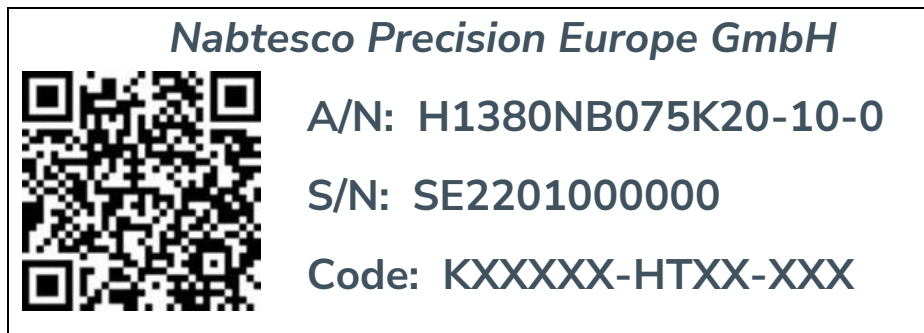 Nabtesco Precision Europe GmbH
A/N: H1380NB075K20-10-0
S/N: SE2201000000
Code: KXXXXX-HTXX-XXX